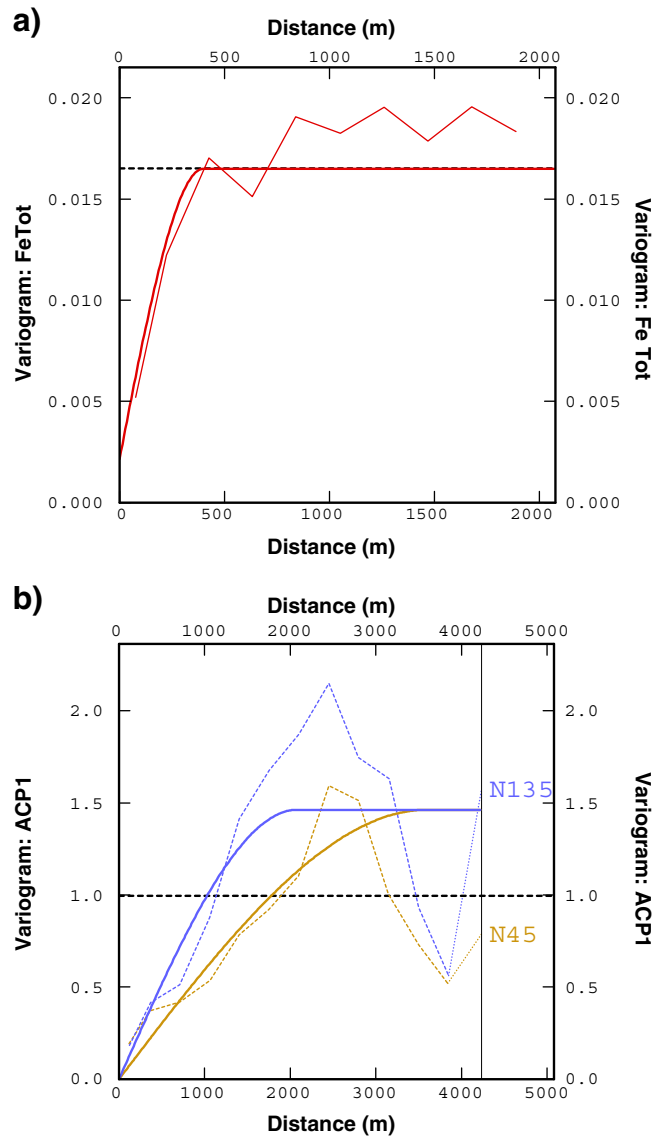 a)
Distance (m)
0 500 1000 1500 2000
0.020 0.020
0.015 0.015
0.010 0.010
0.005 0.005
0.000 0.000
Variogram: FeTot
Variogram: Fe Tot
0 500 1000 1500 2000
Distance (m)
b)
Distance (m)
0 1000 2000 3000 4000 5000
2.0 2.0
N135
1.5 1.5
1.0 1.0
N45
0.5 0.5
0.0 0.0
Variogram: ACP1
Variogram: ACP1
0 1000 2000 3000 4000 5000
Distance (m)